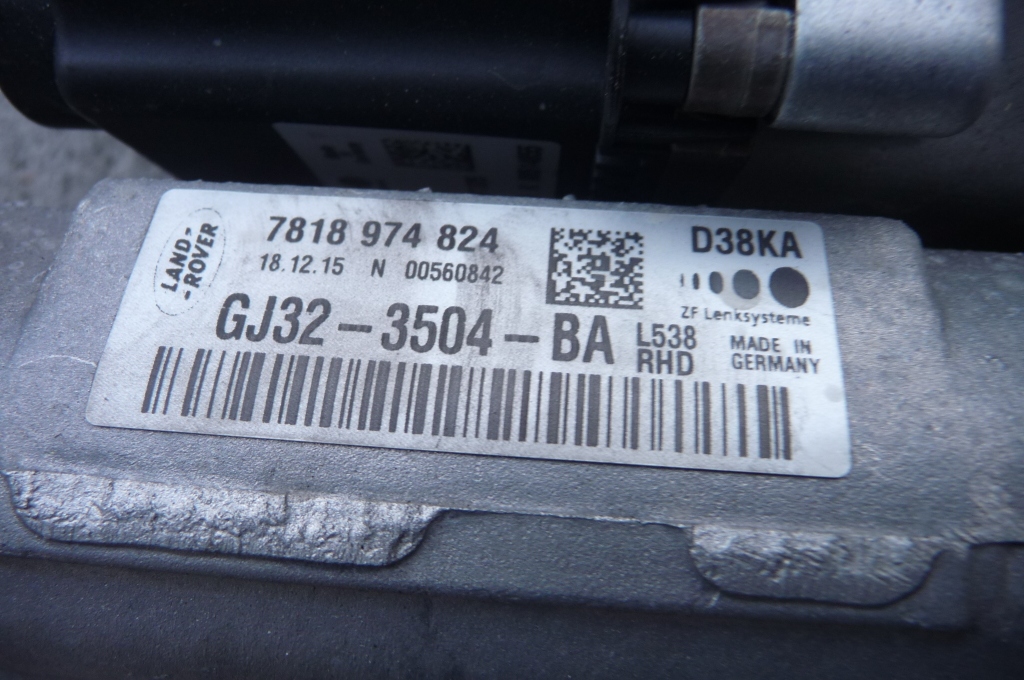 LAND-
-ROVER
7818 974 824
18.12.15 N 00560842
D38KA
ZF Lenksysteme
GJ32-3504-BA
L538
RHD
MADE IN
GERMANY